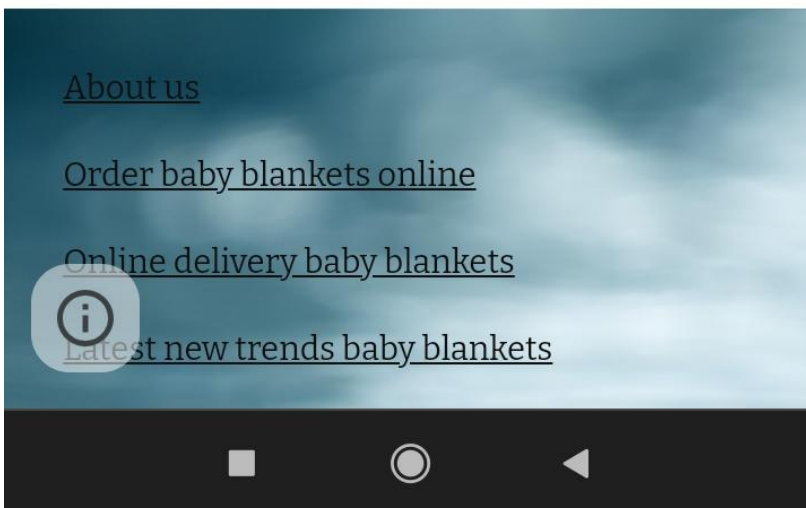 About us
Order baby blankets online
Online delivery baby blankets
Latest new trends baby blankets